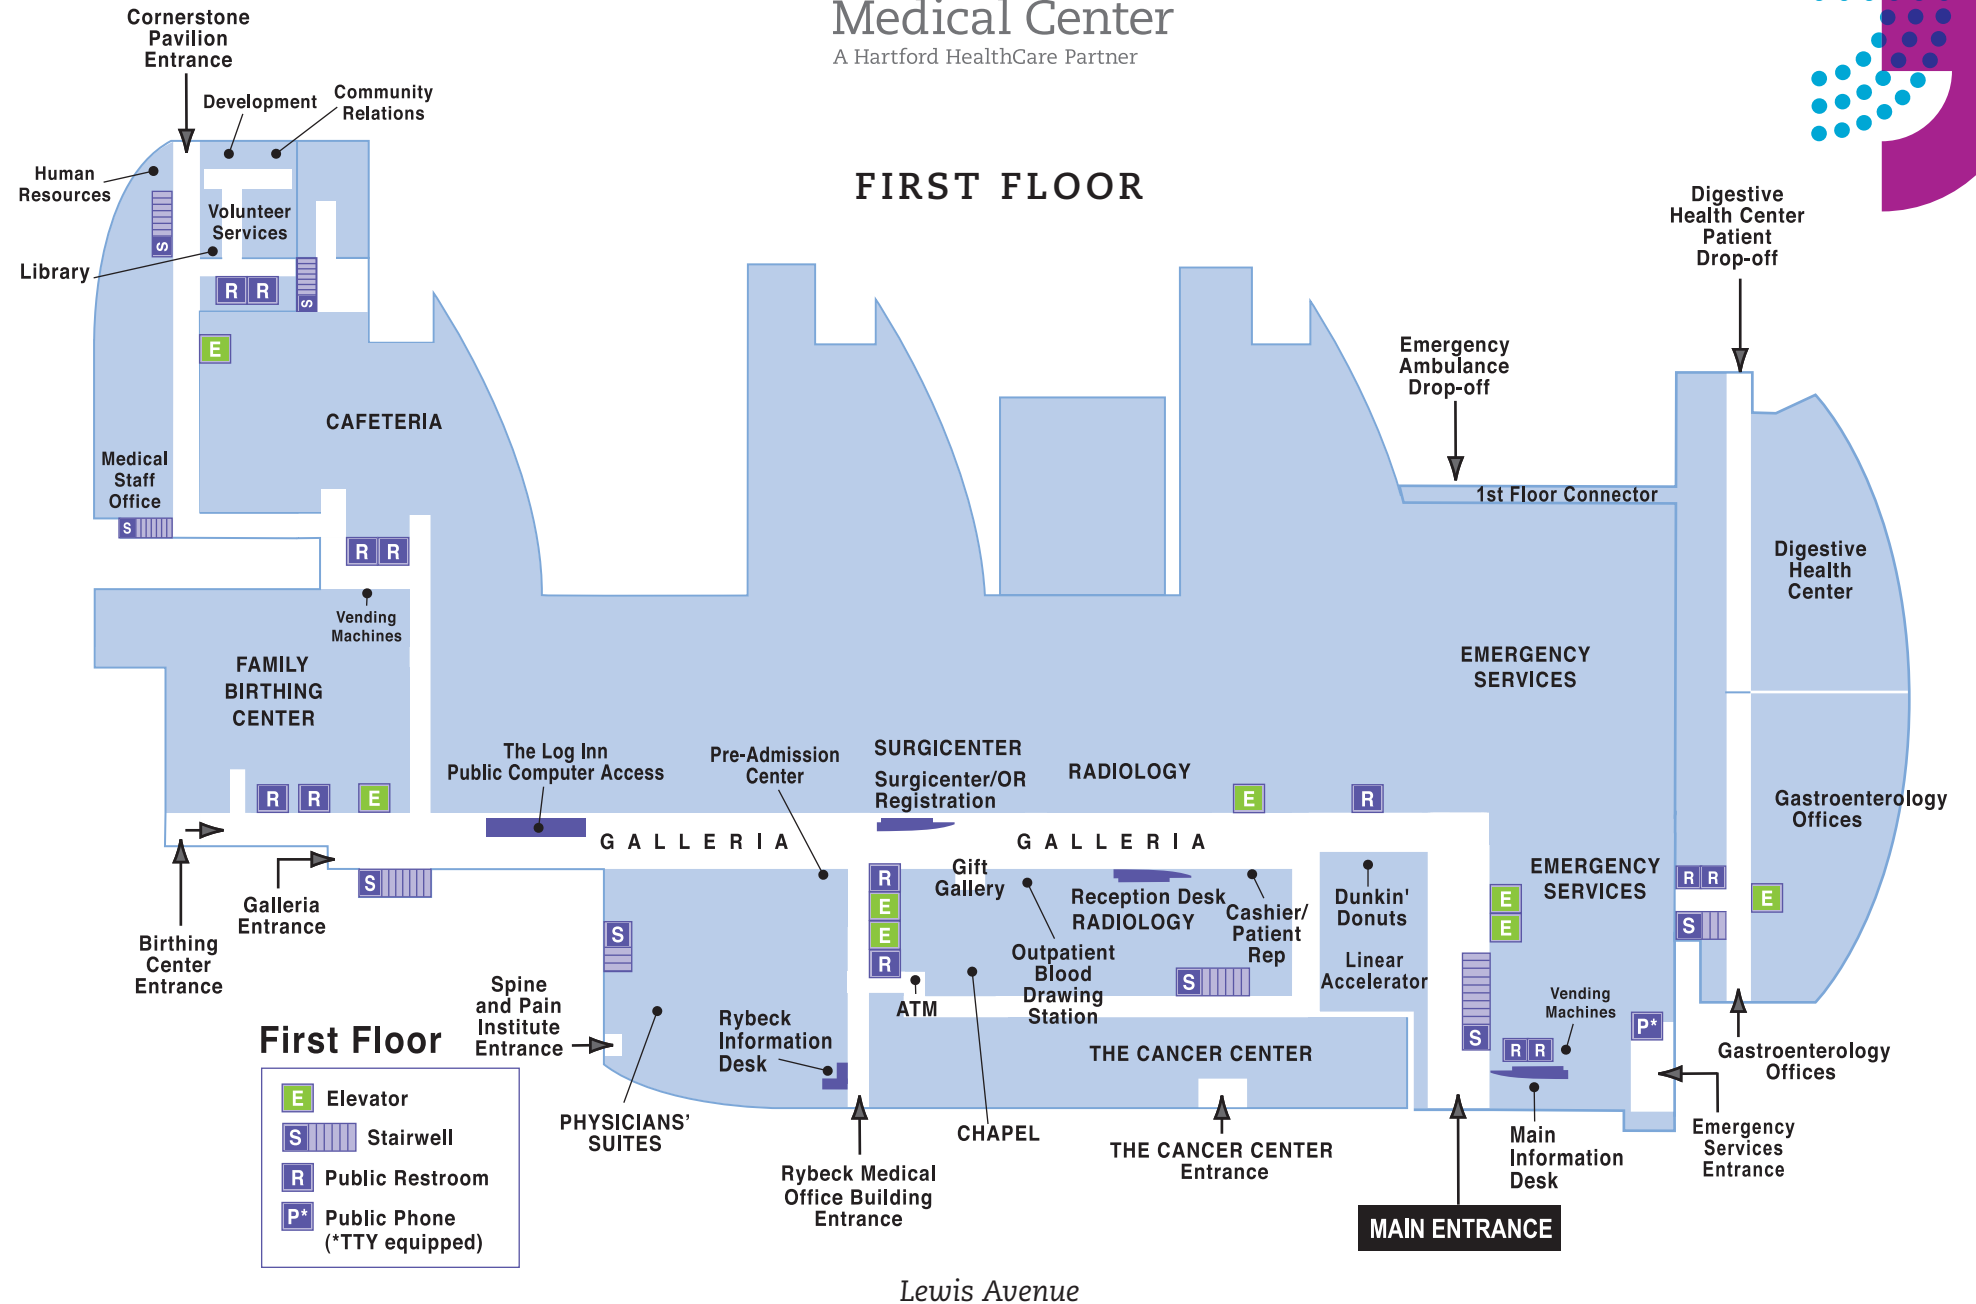 Medical Center
A Hartford HealthCare Partner
FIRST FLOOR
Cornerstone
Pavilion
Entrance
Development
Community
Relations
Human
Resources
S
Volunteer
Services
Library
R R
S
E
CAFETERIA
Medical
Staff
Office
S
R R
Vending
Machines
FAMILY
BIRTHING
CENTER
R R E
The Log Inn
Public Computer Access
Pre-Admission
Center
SURGICENTER
Surgicenter/OR
Registration
RADIOLOGY
E
R
Emergency
Ambulance
Drop-off
1st Floor Connector
Digestive
Health Center
Patient
Drop-off
Digestive
Health
Center
EMERGENCY
SERVICES
Gastroenterology
Offices
GALLERIA
GALLERIA
EMERGENCY
SERVICES
R R
E
S
E
E
S
R
E
E
R
Gift
Gallery
Reception Desk
RADIOLOGY
Cashier/
Patient
Rep
Dunkin'
Donuts
Linear
Accelerator
Outpatient
Blood
Drawing
Station
S
ATM
S
S
Galleria
Entrance
Birthing
Center
Entrance
Spine
and Pain
Institute
Entrance
Rybeck
Information
Desk
THE CANCER CENTER
Vending
Machines
P*
R R
Gastroenterology
Offices
PHYSICIANS'
SUITES
CHAPEL
Rybeck Medical
Office Building
Entrance
THE CANCER CENTER
Entrance
Main
Information
Desk
Emergency
Services
Entrance
MAIN ENTRANCE
First Floor
E Elevator
S Stairwell
R Public Restroom
P* Public Phone
(*TTY equipped)
Lewis Avenue